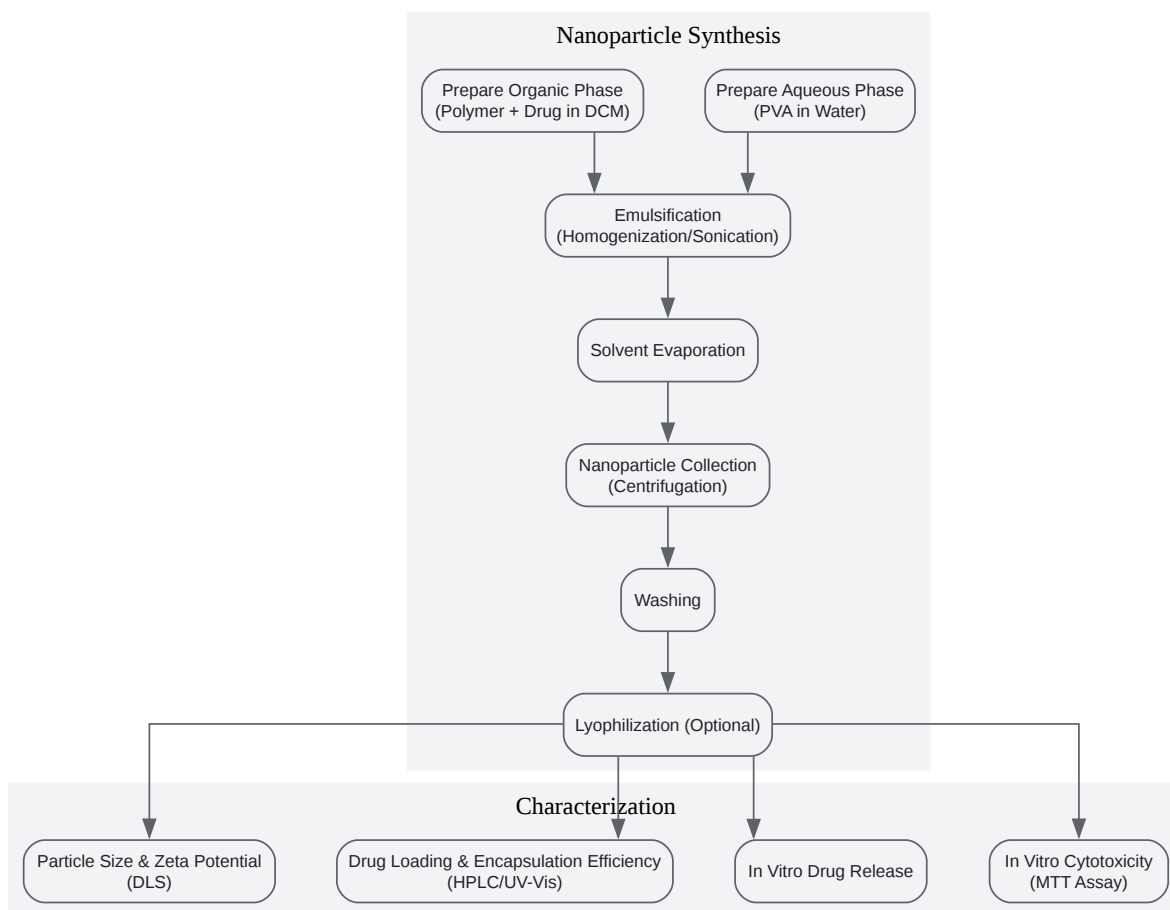 Nanoparticle Synthesis
Prepare Organic Phase
(Polymer + Drug in DCM)
Prepare Aqueous Phase
(PVA in Water)
Emulsification
(Homogenization/Sonication)
Solvent Evaporation
Nanoparticle Collection
(Centrifugation)
Washing
Lyophilization (Optional)
Characterization
Particle Size & Zeta Potential
(DLS)
Drug Loading & Encapsulation Efficiency
(HPLC/UV-Vis)
In Vitro Drug Release
In Vitro Cytotoxicity
(MTT Assay)